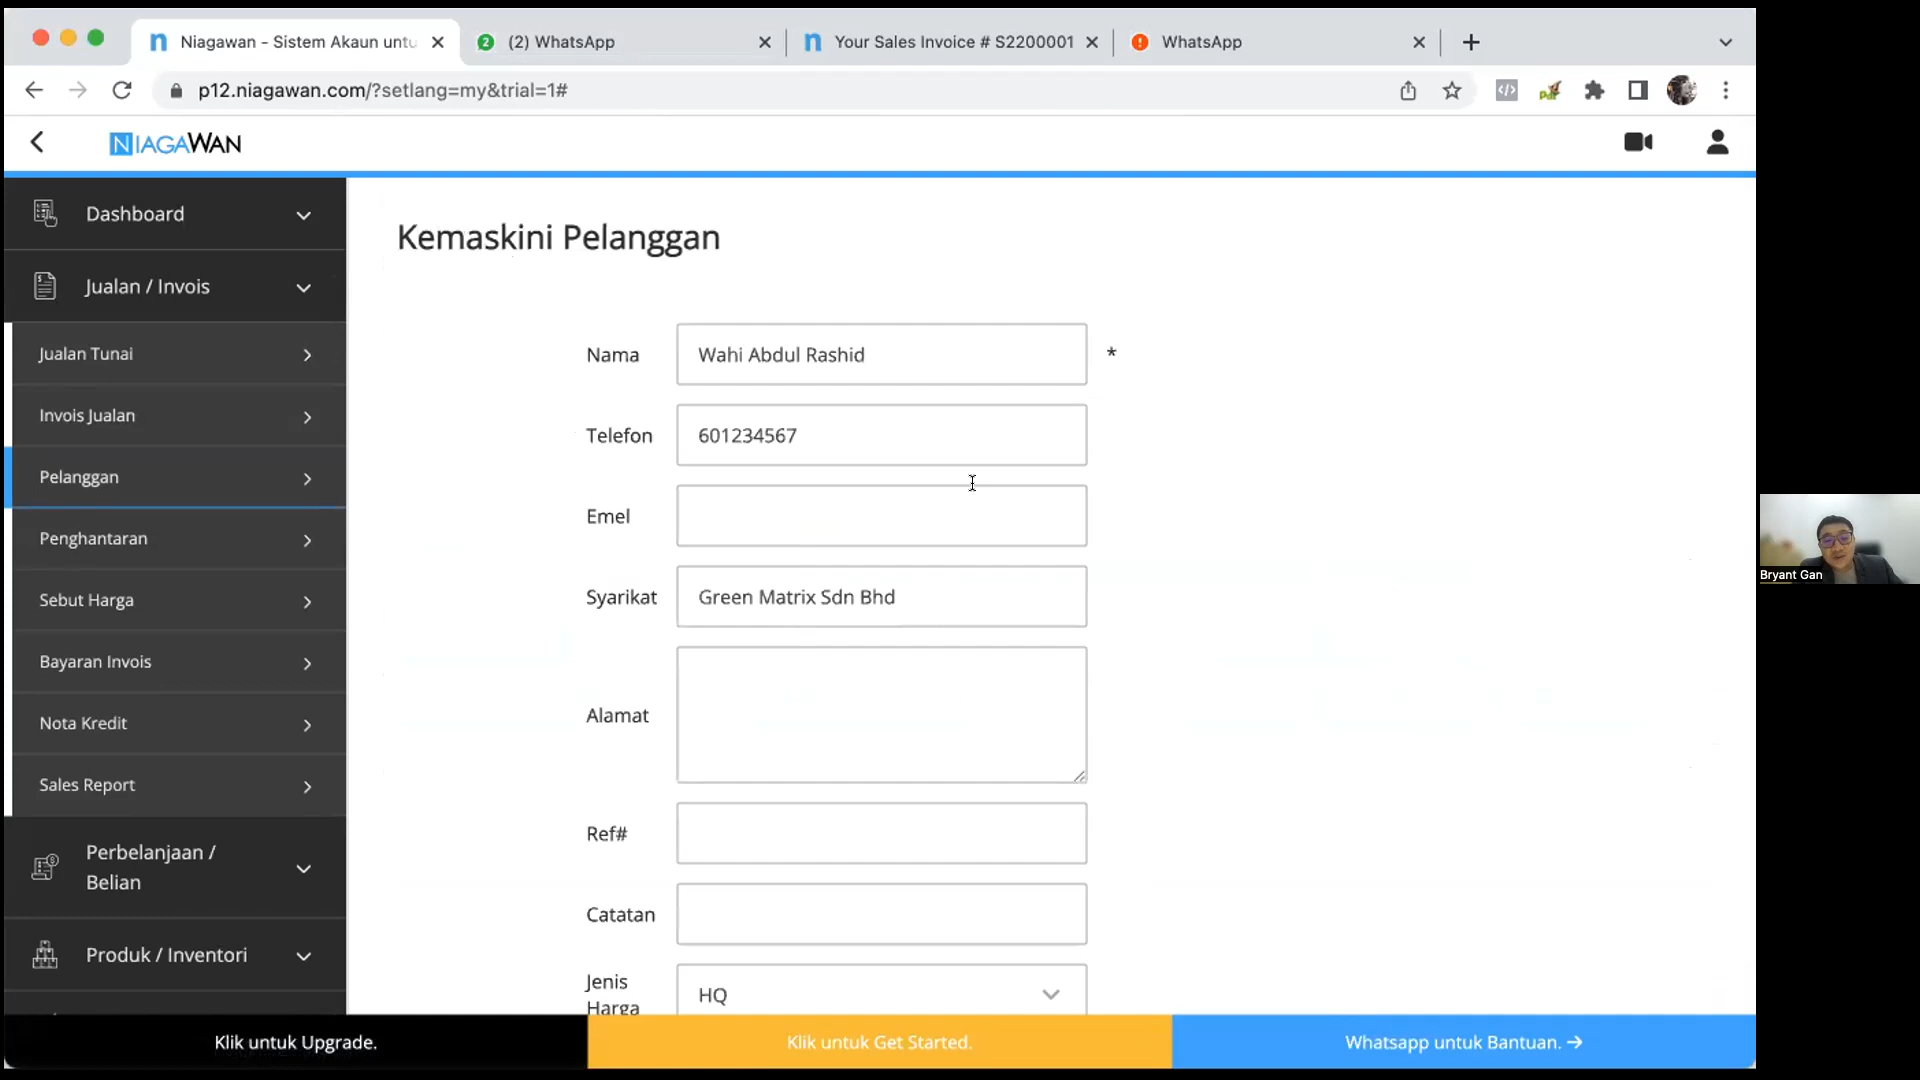 Niagawan - Sistem Akaun untu
2
(2) WhatsApp
Your Sales Invoice # S2200001
WhatsApp
p12.niagawan.com/?setlang=my&trial=1#
NIAGAWAN
Dashboard
Jualan / Invois
Jualan Tunai
Invois Jualan
Pelanggan
Penghantaran
Sebut Harga
Bayaran Invois
Nota Kredit
Sales Report
Perbelanjaan /
Belian
Produk / Inventori
Kemaskini Pelanggan
Nama
Wahi Abdul Rashid
*
Telefon
601234567
Emel
Syarikat
Green Matrix Sdn Bhd
Alamat
Ref#
Catatan
Jenis
Harga
HQ
Klik untuk Upgrade.
Klik untuk Get Started.
Whatsapp untuk Bantuan. →
Bryant Gan